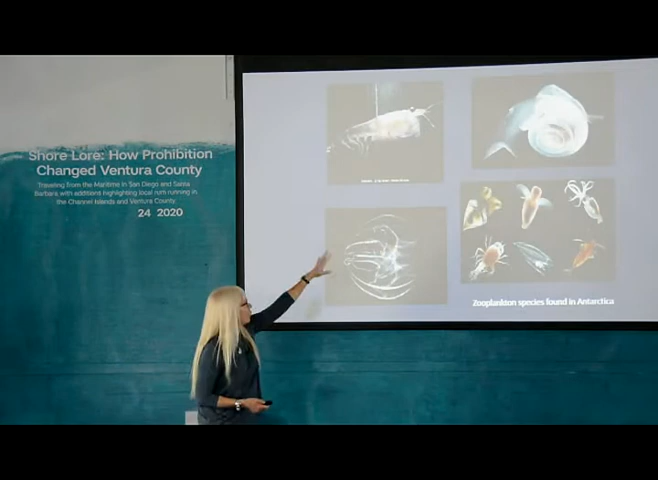 Shore Lore: How Prohibition
Changed Ventura County
Traveling from the Maritime in San Diego and Santa
Barbara with additions highlighting local rum running in
the Channel Islands and Ventura County
24 2020
Zooplankton species found in Antarctica